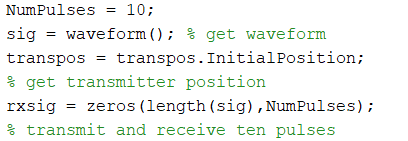 NumPulses = 10;
sig = waveform(); % get waveform
transpos = transpos.InitialPosition;
% get transmitter position
rxsig = zeros(length(sig),NumPulses);
% transmit and receive ten pulses